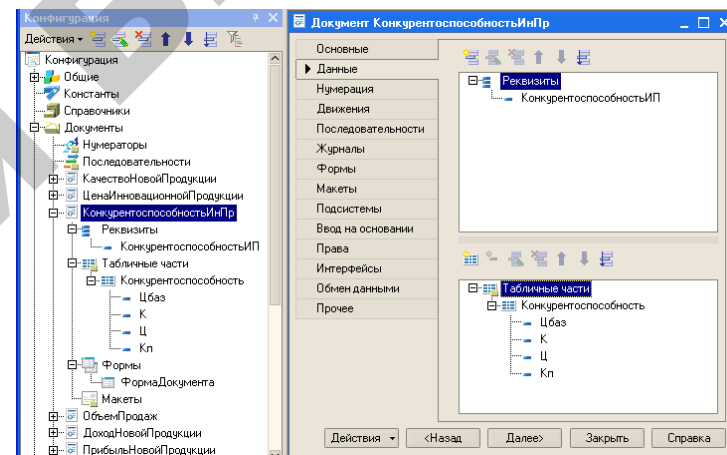 Конфигурация
Действия
Конфигурация
Общие
Константы
Справочники
Документы
Нумераторы
Последовательности
КачествоНовойПродукции
ЦенаИнновационнойПродукции
КонкурентоспособностьИнПр
Реквизиты
КонкурентоспособностьИП
Табличные части
Конкурентоспособность
Цбаз
К
Ц
Кп
Формы
ФормаДокумента
Макеты
ОбъемПродаж
ДоходНовойПродукции
ПрибыльНовойПродукции
Документ КонкурентоспособностьИнПр
Основные
Данные
Нумерация
Движения
Последовательности
Журналы
Формы
Макеты
Подсистемы
Ввод на основании
Права
Интерфейсы
Обмен данными
Прочее
Реквизиты
КонкурентоспособностьИП
Табличные части
Конкурентоспособность
Цбаз
К
Ц
Кп
Действия
<Назад
Далее>
Закрыть
Справка